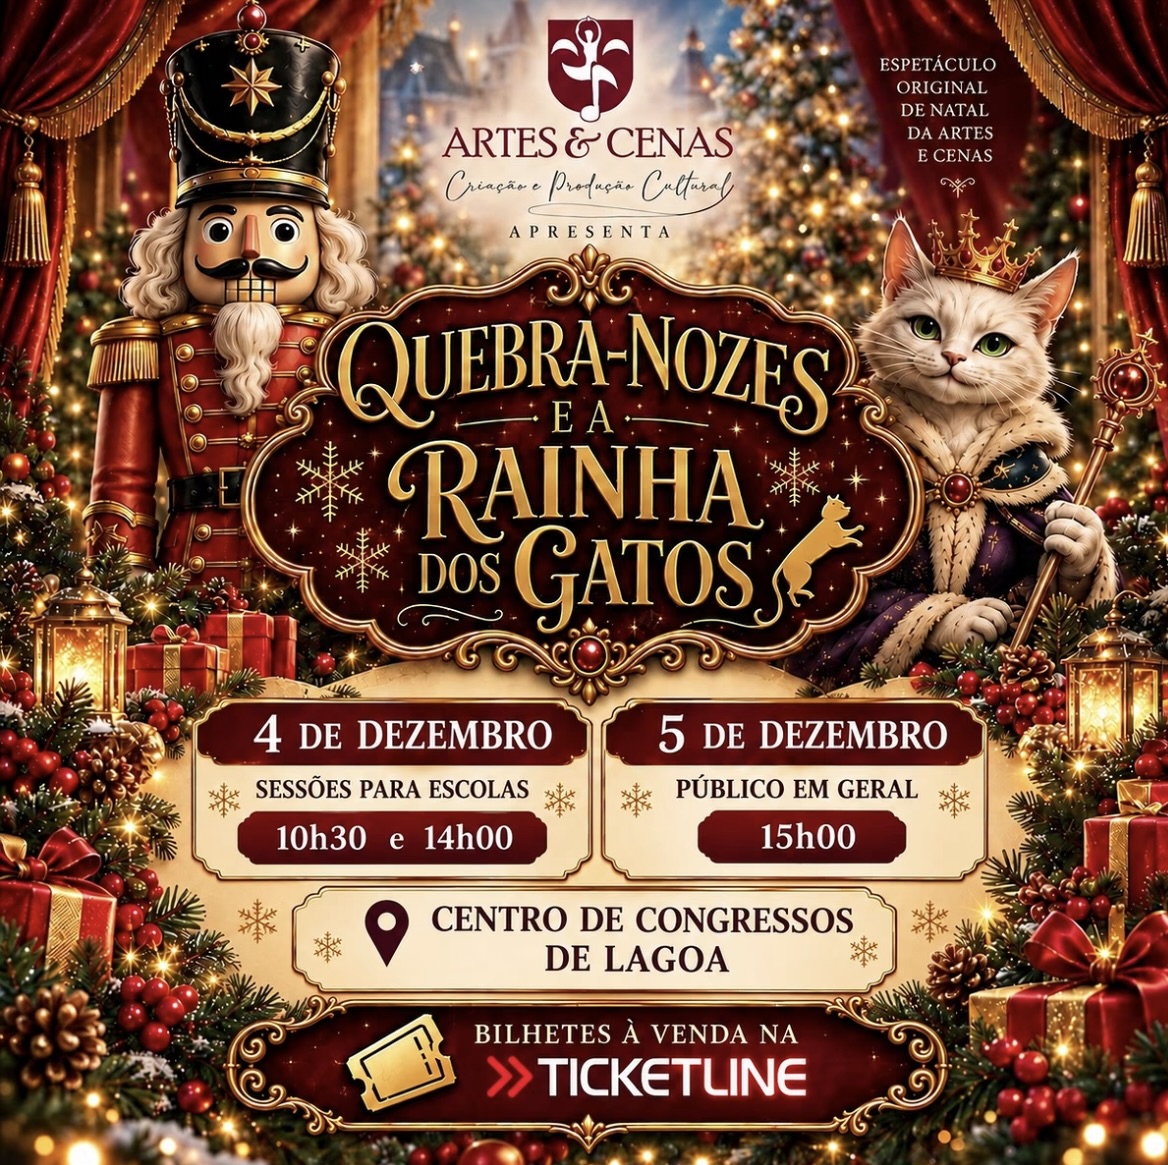 ARTES & CENAS
Criação e Produção Cultural
APRESENTA
ESPETÁCULO
ORIGINAL
DE NATAL
DA ARTES
E CENAS
QUEBRA-NOZES
E A
RAINHA
DOS GATOS
4 DE DEZEMBRO
SESSÕES PARA ESCOLAS
10h30 e 14h00
5 DE DEZEMBRO
PÚBLICO EM GERAL
15h00
CENTRO DE CONGRESSOS
DE LAGOA
BILHETES À VENDA NA
TICKETLINE